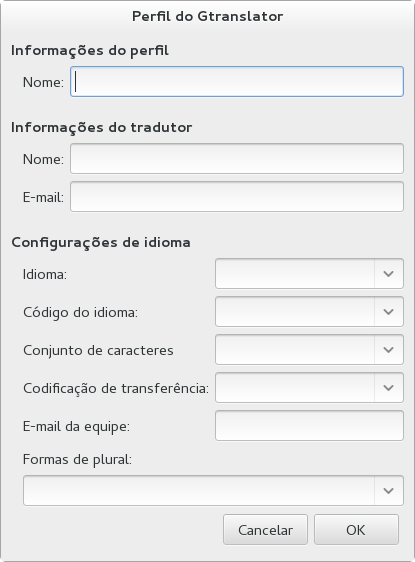 Perfil do Gtranslator
Informações do perfil
Nome:
Informações do tradutor
Nome:
E-mail:
Configurações de idioma
Idioma:
Código do idioma:
Conjunto de caracteres
Codificação de transferência:
E-mail da equipe:
Formas de plural:
Cancelar OK